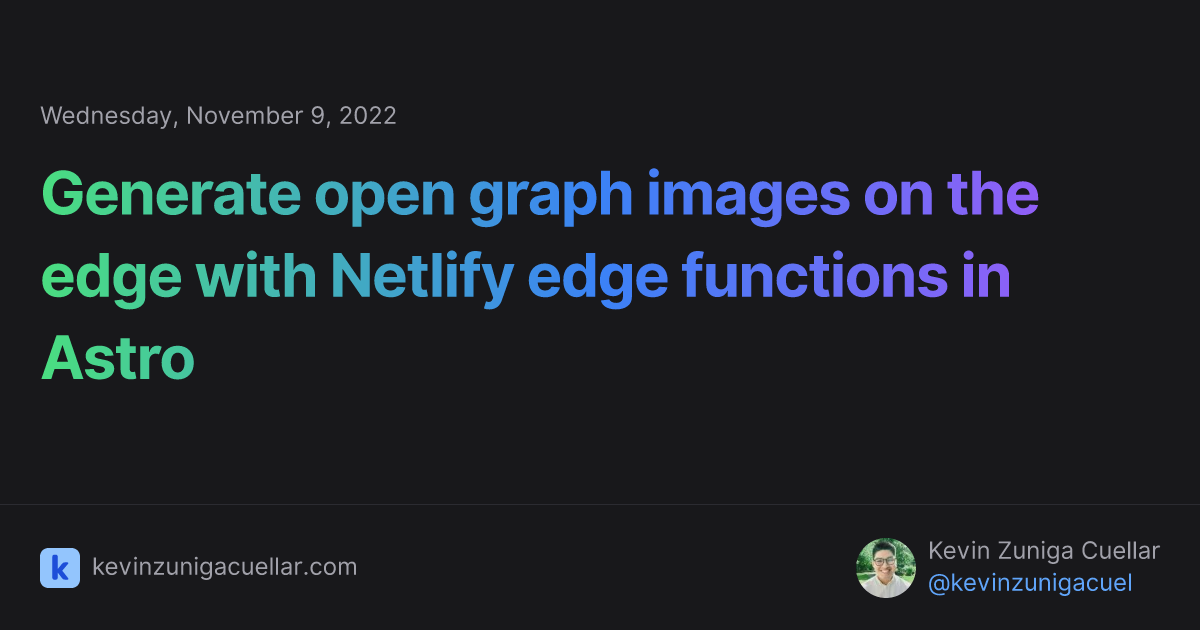 Wednesday, November 9, 2022
Generate open graph images on the
edge with Netlify edge functions in
Astro
k kevinzunigacuellar.com
Kevin Zuniga Cuellar
@kevinzunigacuel